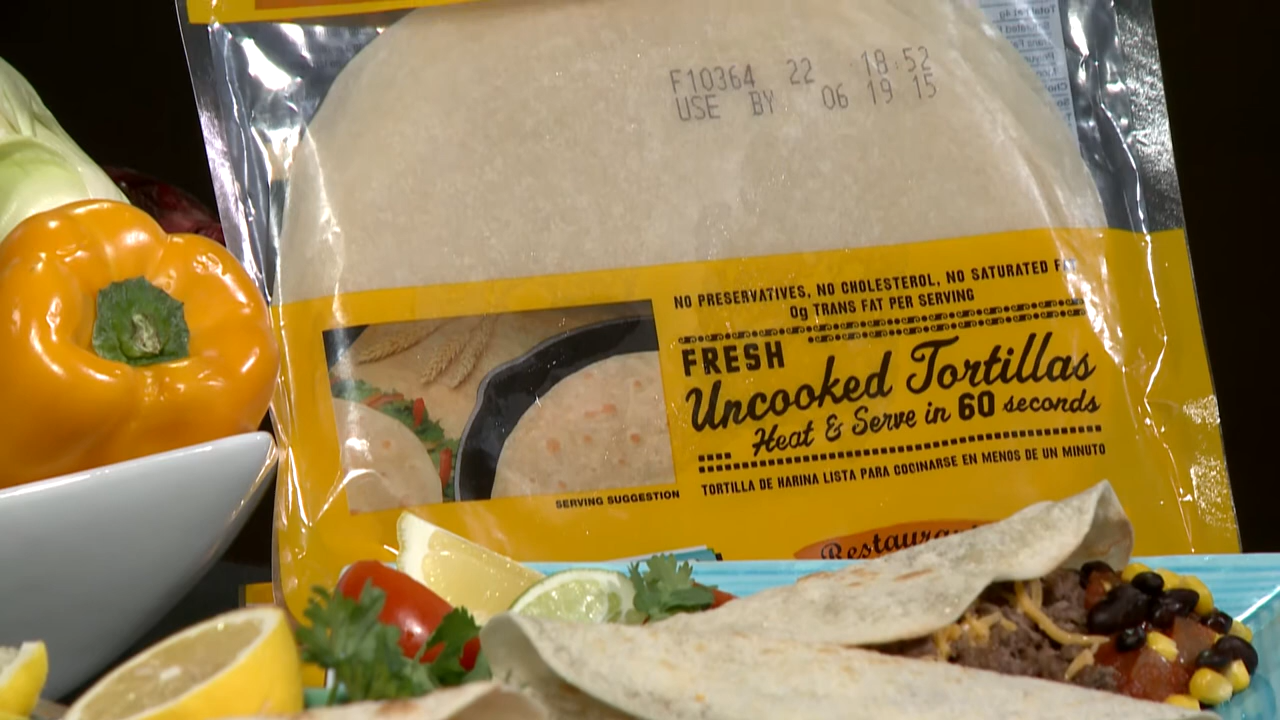 F10364 22 18:52
USE BY 06 19 15
NO PRESERVATIVES, NO CHOLESTEROL, NO SATURATED
0g TRANS FAT PER SERVING
FRESH
Uncooked Tortillas
Heat & Serve in 60 seconds
TORTILLA DE HARINA LISTA PARA COCINARSE EN MENOS DE UN MINUTO
SERVING SUGGESTION